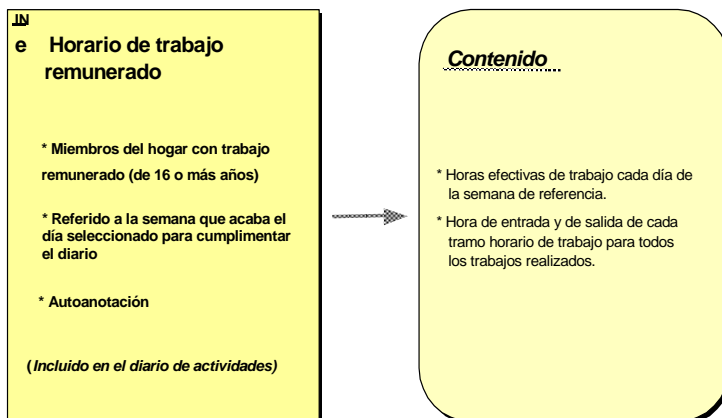 IN
e Horario de trabajo
remunerado
* Miembros del hogar con trabajo
remunerado (de 16 o más años)
* Referido a la semana que acaba el
día seleccionado para cumplimentar
el diario
* Autoanotación
(Incluido en el diario de actividades)
Contenido
* Horas efectivas de trabajo cada día de
la semana de referencia.
* Hora de entrada y de salida de cada
tramo horario de trabajo para todos
los trabajos realizados.